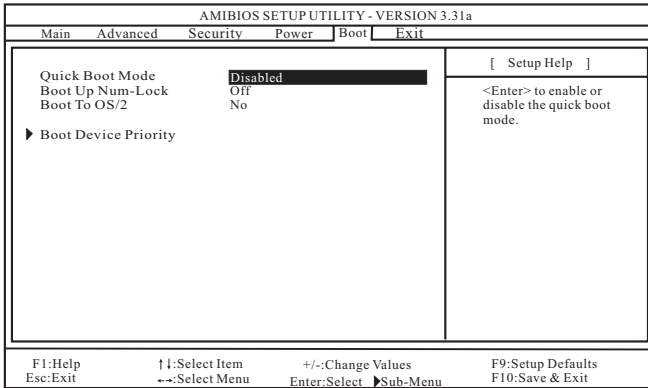 AMIBIOS SETUP UTILITY - VERSION 3.31a
Main Advanced Security Power Boot Exit
[ Setup Help ]
Quick Boot Mode Disabled
Boot Up Num-Lock Off
Boot To OS/2 No
▶ Boot Device Priority
<Enter> to enable or
disable the quick boot
mode.
F1:Help ↑↓:Select Item +/-:Change Values F9:Setup Defaults
Esc:Exit ←→:Select Menu Enter:Select ▶Sub-Menu F10:Save & Exit